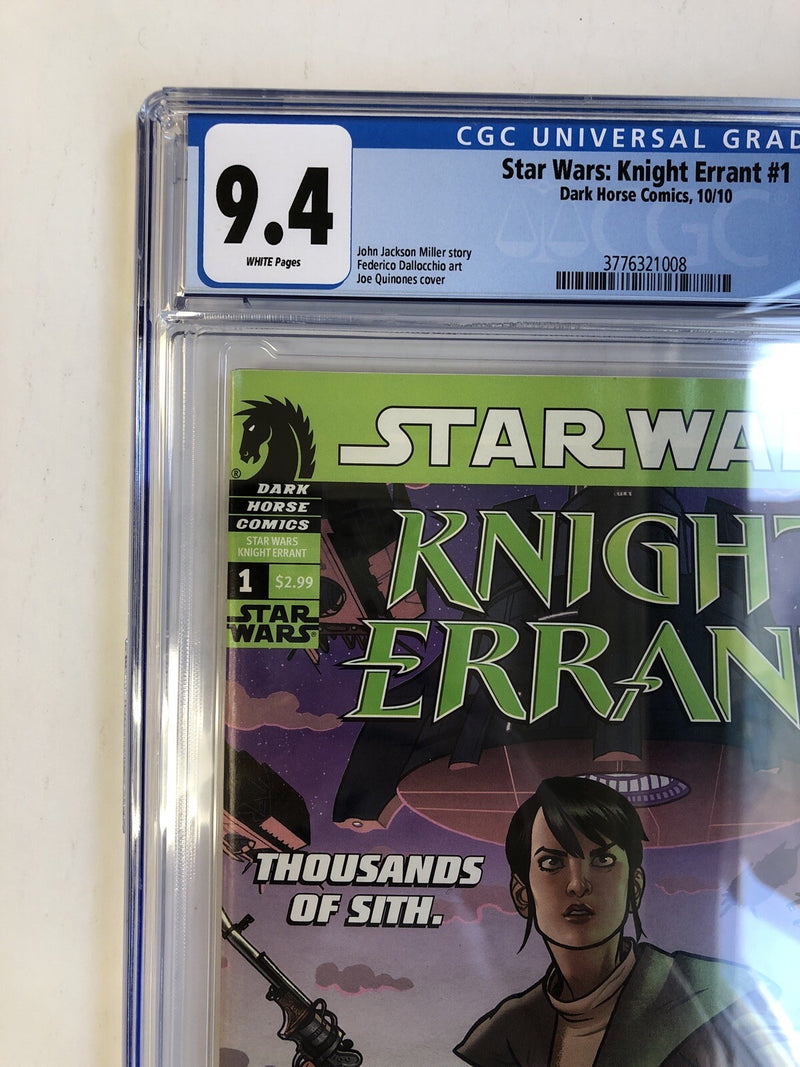 CGC UNIVERSAL GRAD
9.4
WHITE Pages
Star Wars: Knight Errant #1
Dark Horse Comics, 10/10
John Jackson Miller story
Federico Dallocchio art
Joe Quinones cover
CGC
3776321008
®
DARK
HORSE
COMICS
STAR WARS
KNIGHT ERRANT
1 $2.99
STAR
WARS®
STAR WA
KNIGHT
ERRAN
THOUSANDS
OF SITH.